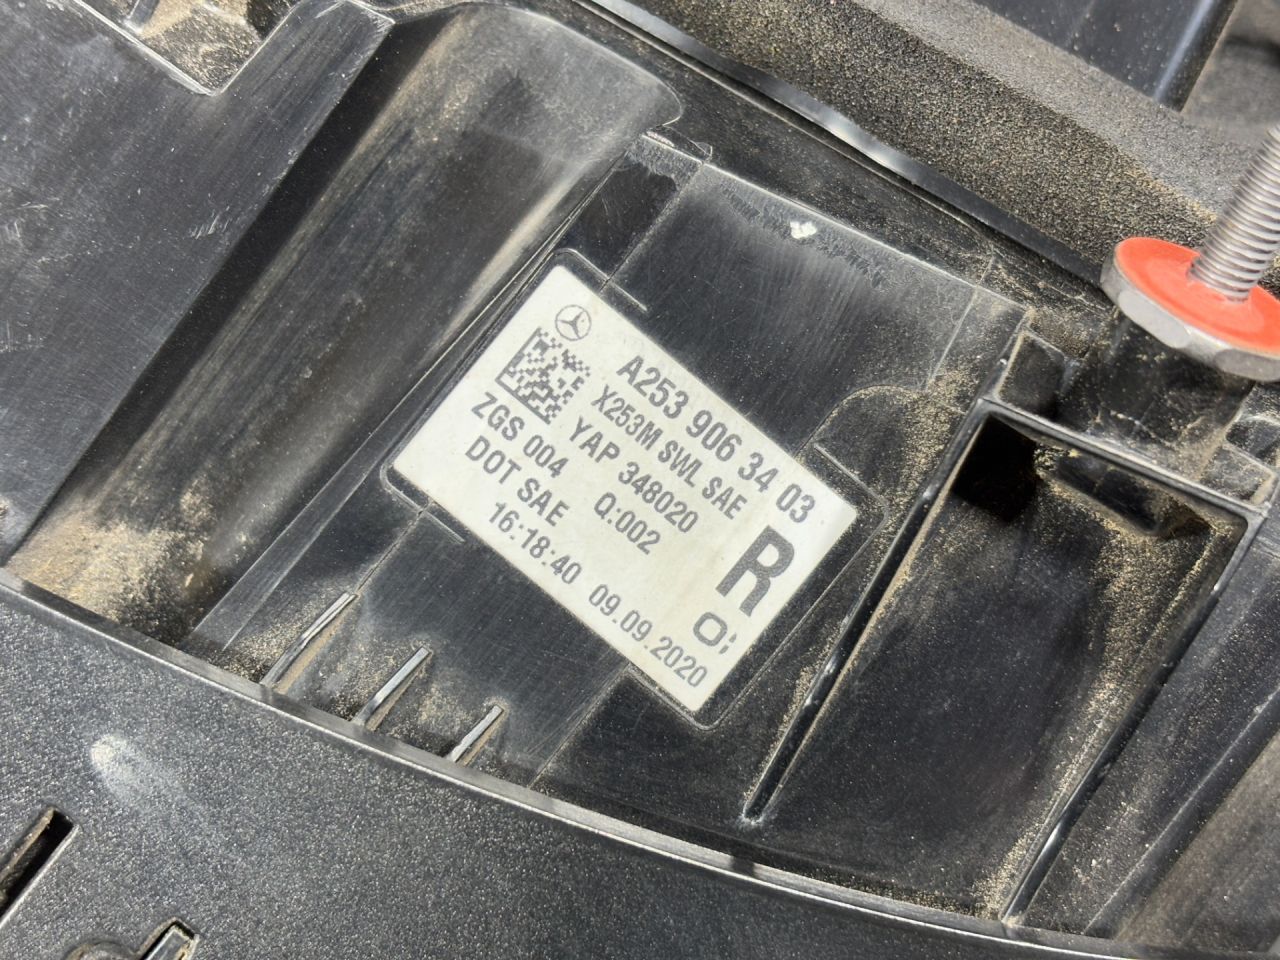 A253 906 34 03
X253M SWL SAE
YAP 348020
ZGS 004 Q:002
DOT SAE
R
16:18:40 09.09.2020